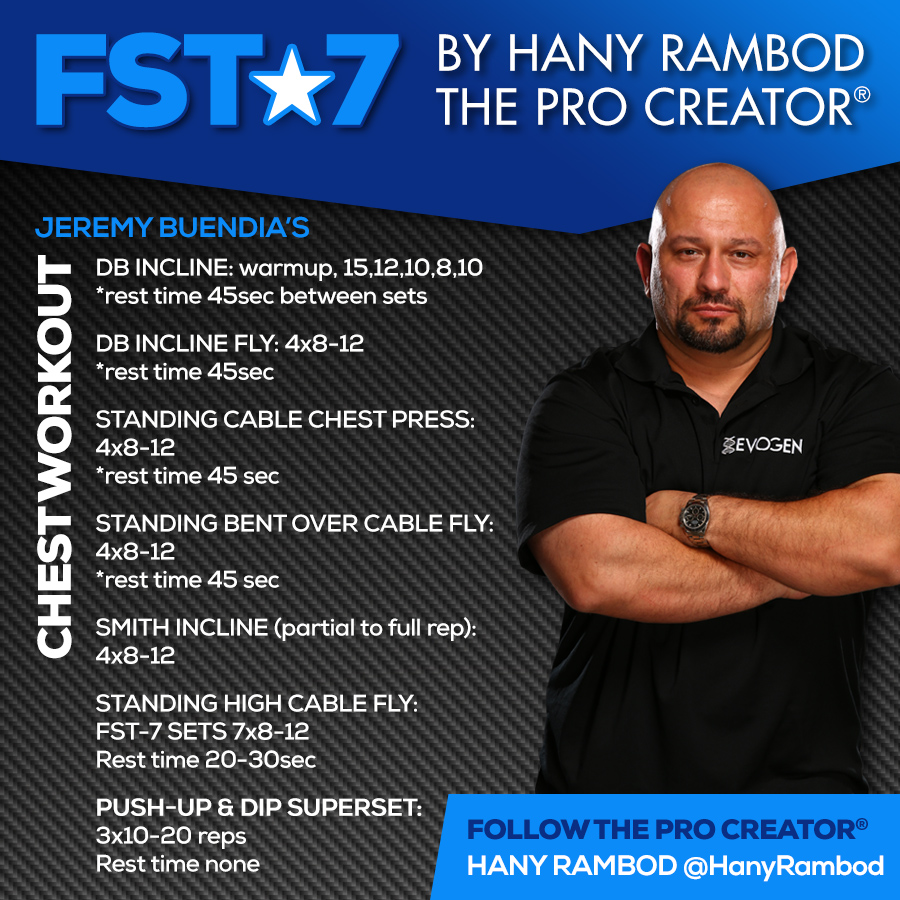 FST★7
BY HANY RAMBOD
THE PRO CREATOR®
JEREMY BUENDIA'S
CHEST WORKOUT
DB INCLINE: warmup, 15,12,10,8,10
*rest time 45sec between sets
DB INCLINE FLY: 4x8-12
*rest time 45sec
STANDING CABLE CHEST PRESS:
4x8-12
*rest time 45 sec
STANDING BENT OVER CABLE FLY:
4x8-12
*rest time 45 sec
SMITH INCLINE (partial to full rep):
4x8-12
STANDING HIGH CABLE FLY:
FST-7 SETS 7x8-12
Rest time 20-30sec
PUSH-UP & DIP SUPERSET:
3x10-20 reps
Rest time none
EVOGEN
FOLLOW THE PRO CREATOR®
HANY RAMBOD @HanyRambod